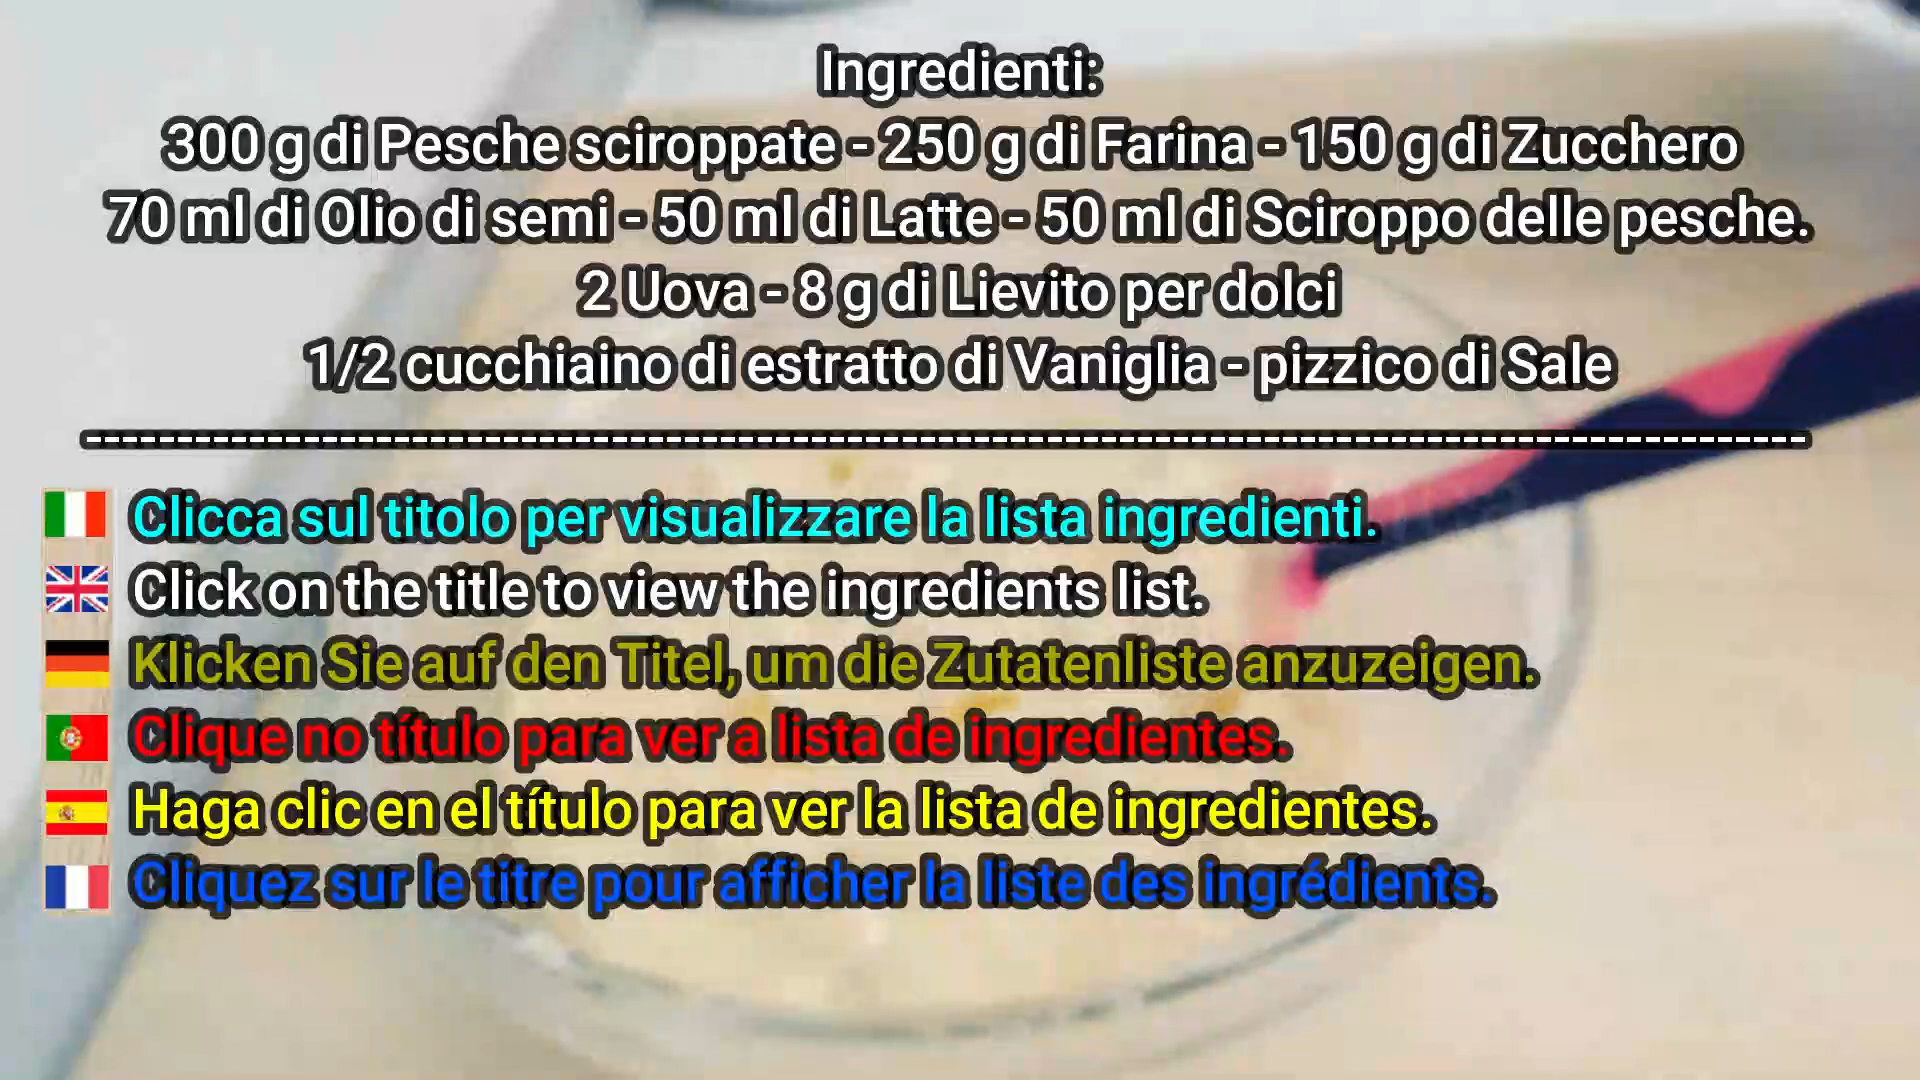 Ingredienti:
300 g di Pesche sciroppate - 250 g di Farina - 150 g di Zucchero
70 ml di Olio di semi - 50 ml di Latte - 50 ml di Sciroppo delle pesche.
2 Uova - 8 g di Lievito per dolci
1/2 cucchiaino di estratto di Vaniglia - pizzico di Sale
Clicca sul titolo per visualizzare la lista ingredienti.
Click on the title to view the ingredients list.
Klicken Sie auf den Titel, um die Zutatenliste anzuzeigen.
Clique no título para ver a lista de ingredientes.
Haga clic en el título para ver la lista de ingredientes.
Cliquez sur le titre pour afficher la liste des ingrédients.